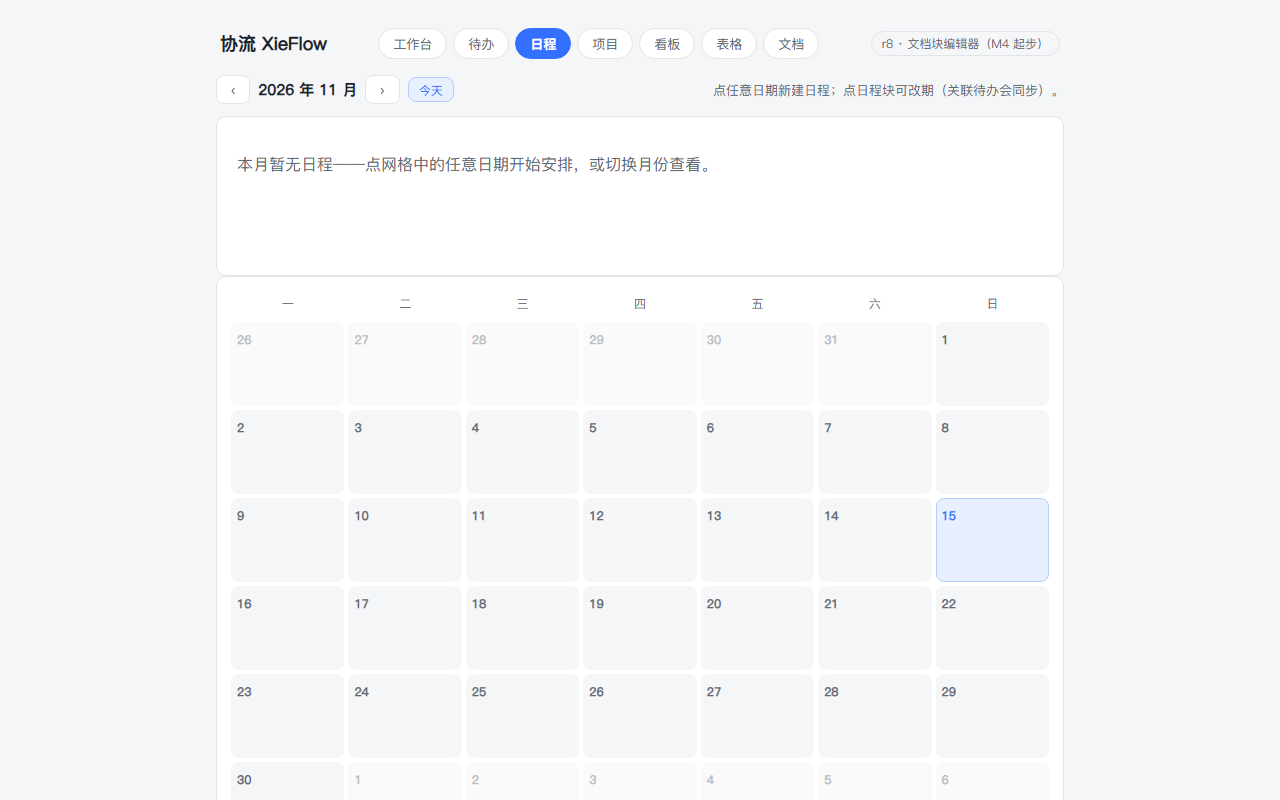 协流 XieFlow 工作台 待办 日程 项目 看板 表格 文档 r8 · 文档块编辑器（M4 起步）
‹ 2026 年 11 月 › 今天 点任意日期新建日程；点日程块可改期（关联待办会同步）。
本月暂无日程——点网格中的任意日期开始安排，或切换月份查看。
一 二 三 四 五 六 日
26 27 28 29 30 31 1
2 3 4 5 6 7 8
9 10 11 12 13 14 15
16 17 18 19 20 21 22
23 24 25 26 27 28 29
30 1 2 3 4 5 6